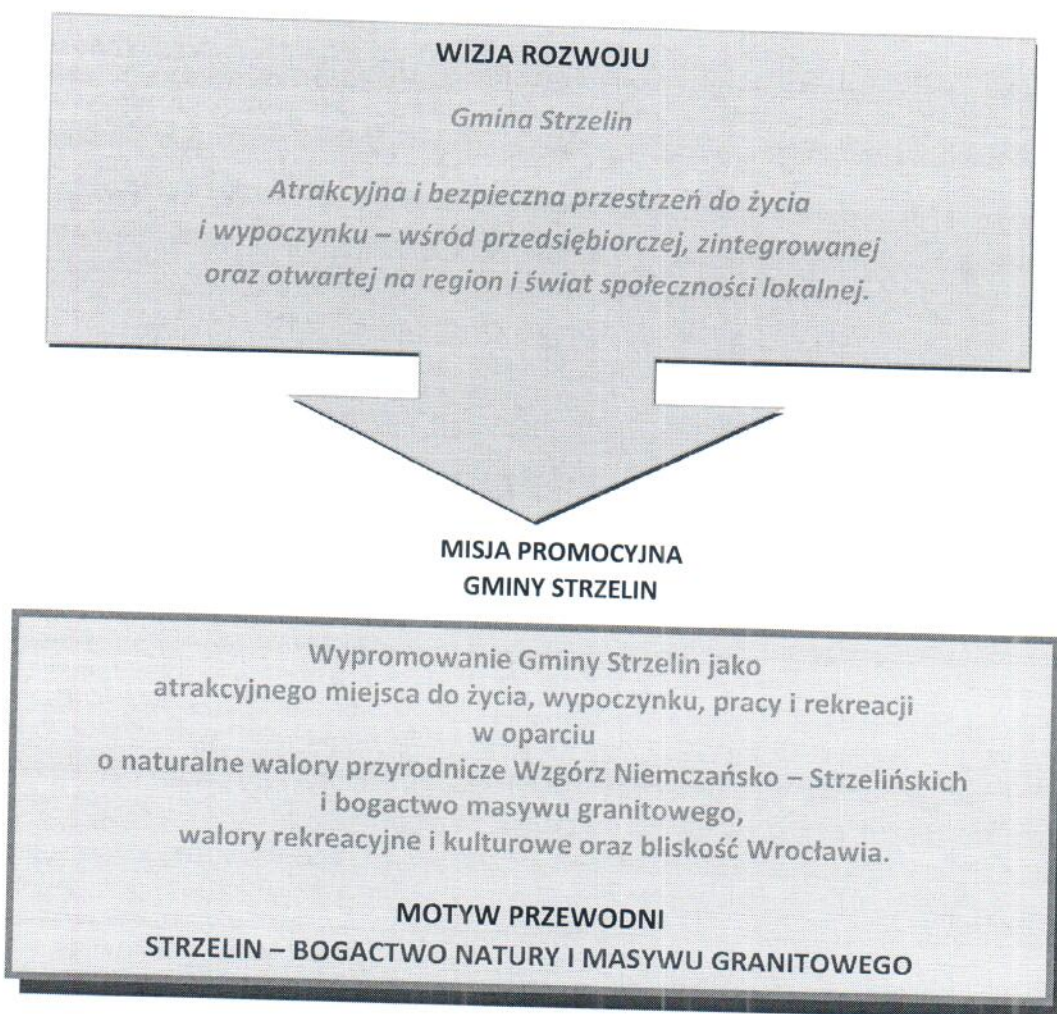 WIZJA ROZWOJU
Gmina Strzelin
Atrakcyjna i bezpieczna przestrzeń do życia
i wypoczynku – wśród przedsiębiorczej, zintegrowanej
oraz otwartej na region i świat społeczności lokalnej.
MISJA PROMOCYJNA
GMINY STRZELIN
Wypromowanie Gminy Strzelin jako
atrakcyjnego miejsca do życia, wypoczynku, pracy i rekreacji
w oparciu
o naturalne walory przyrodnicze Wzgórz Niemczańsko – Strzelińskich
i bogactwo masywu granitowego,
walory rekreacyjne i kulturowe oraz bliskość Wrocławia.
MOTYW PRZEWODNI
STRZELIN – BOGACTWO NATURY I MASYWU GRANITOWEGO